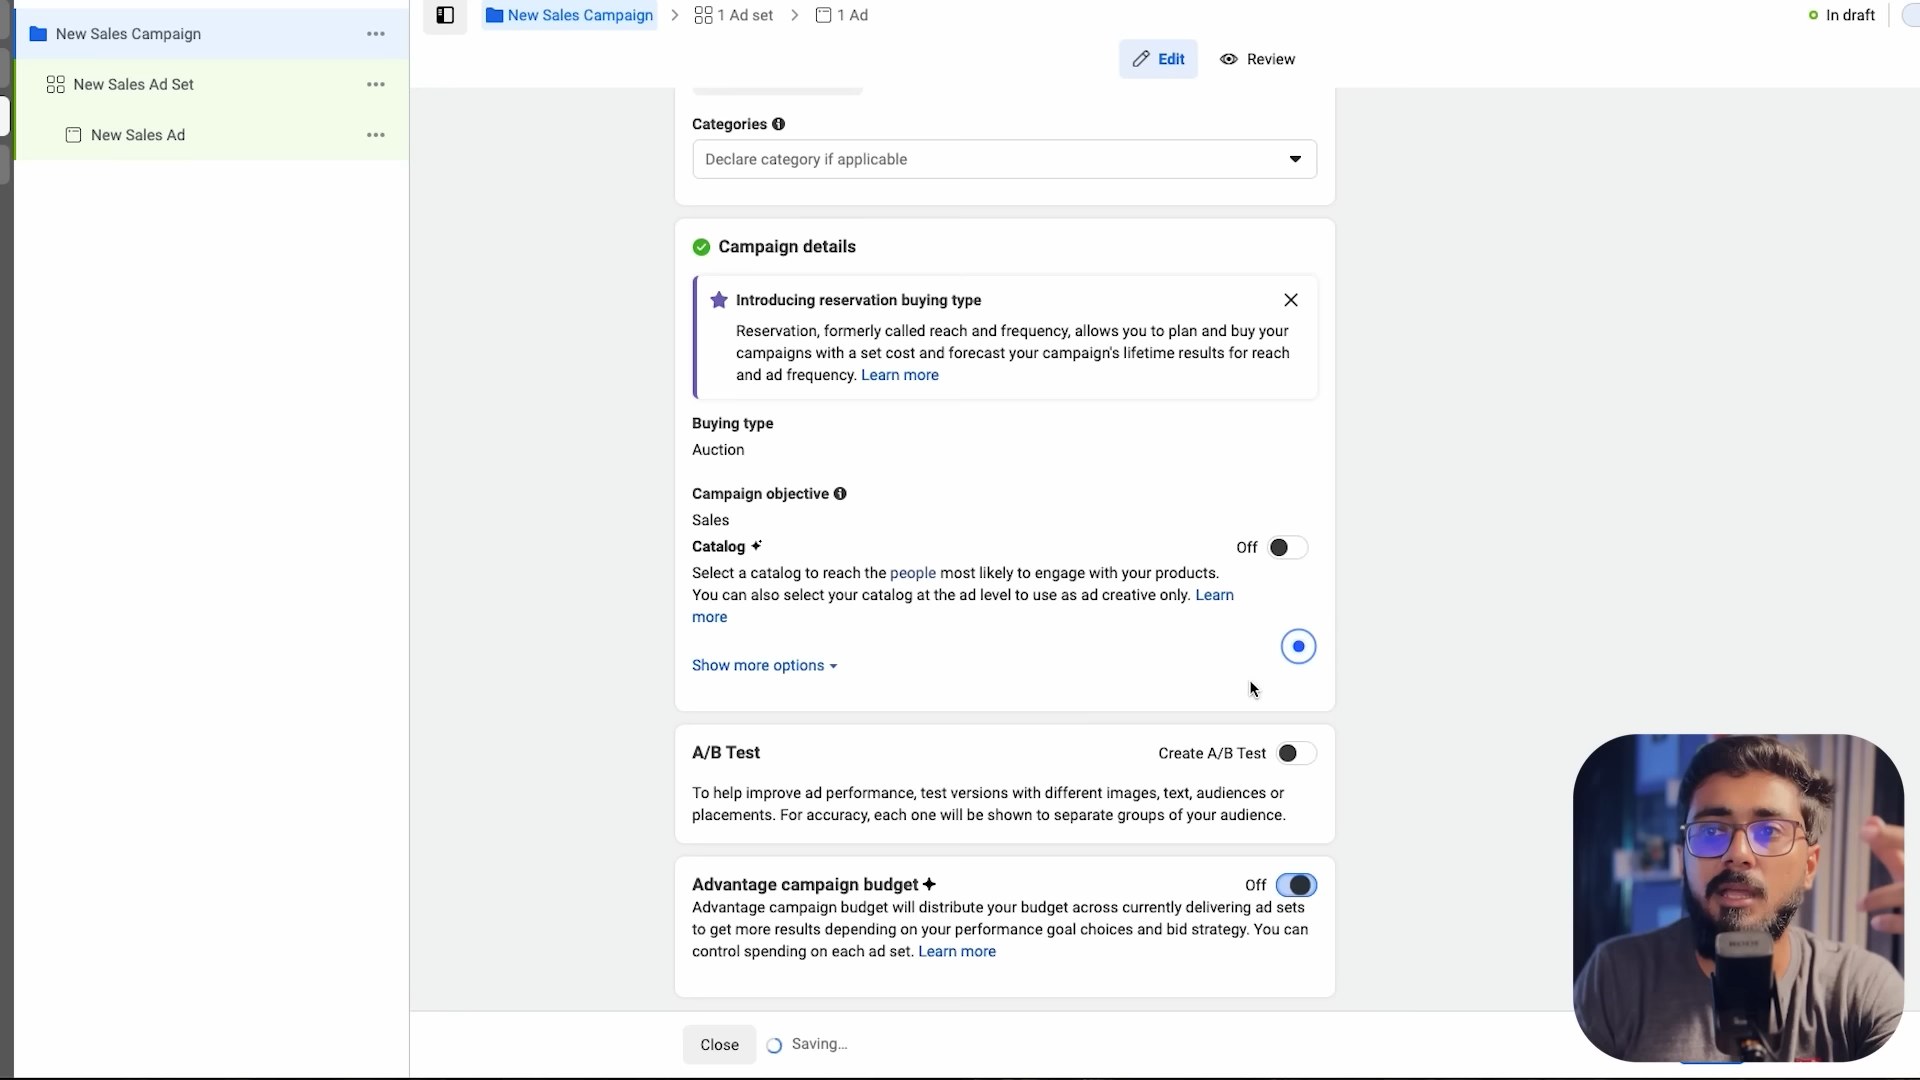 New Sales Campaign
New Sales Ad Set
New Sales Ad
New Sales Campaign
1 Ad set
1 Ad
In draft
Edit
Review
Categories
Declare category if applicable
Campaign details
Introducing reservation buying type
Reservation, formerly called reach and frequency, allows you to plan and buy your
campaigns with a set cost and forecast your campaign's lifetime results for reach
and ad frequency. Learn more
Buying type
Auction
Campaign objective
Sales
Catalog
Off
Select a catalog to reach the people most likely to engage with your products.
You can also select your catalog at the ad level to use as ad creative only. Learn
more
Show more options
A/B Test
Create A/B Test
To help improve ad performance, test versions with different images, text, audiences or
placements. For accuracy, each one will be shown to separate groups of your audience.
Advantage campaign budget
Off
Advantage campaign budget will distribute your budget across currently delivering ad sets
to get more results depending on your performance goal choices and bid strategy. You can
control spending on each ad set. Learn more
Close
Saving...